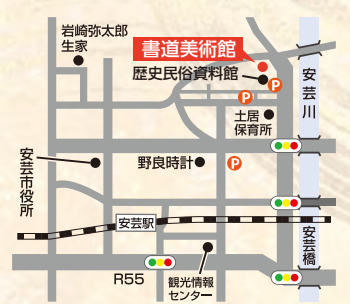 岩崎弥太郎
生家
書道美術館
歴史民俗資料館
P
P
安芸川
土居
保育所
安芸市役所
野良時計
P
安芸駅
安芸橋
R55
観光情報
センター